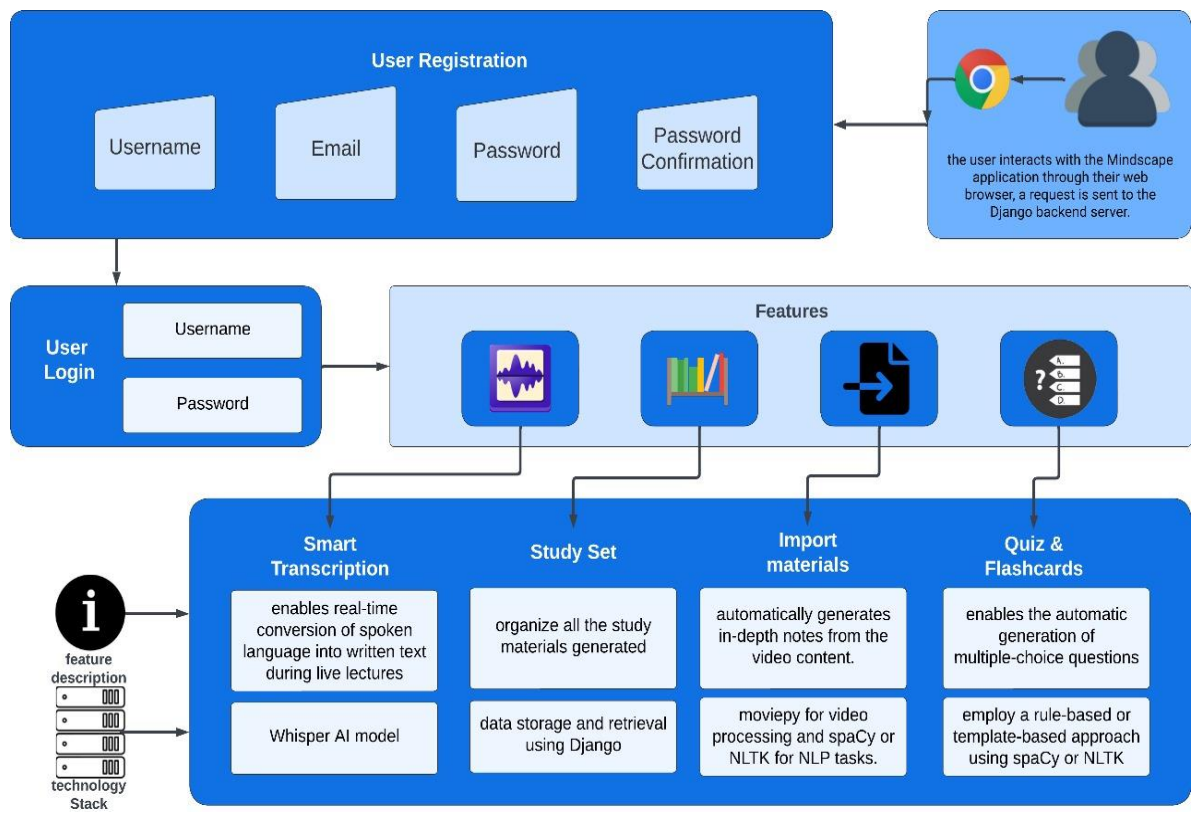 User Registration
Username
Email
Password
Password
Confirmation
the user interacts with the Mindscape
application through their web
browser, a request is sent to the
Django backend server.
User
Login
Username
Password
Features
?
A.
B.
C.
D.
Smart
Transcription
Study Set
Import
materials
Quiz &
Flashcards
i
feature
description
enables real-time
conversion of spoken
language into written text
during live lectures
organize all the study
materials generated
automatically generates
in-depth notes from the
video content.
enables the automatic
generation of
multiple-choice questions
technology
Stack
Whisper AI model
data storage and retrieval
using Django
moviepy for video
processing and spaCy or
NLTK for NLP tasks.
employ a rule-based or
template-based approach
using spaCy or NLTK